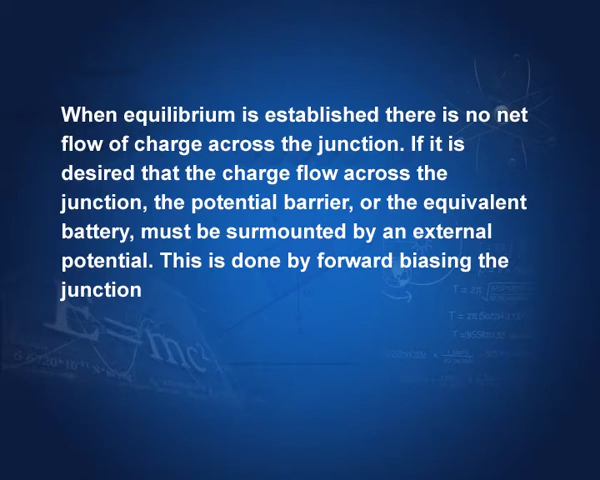 When equilibrium is established there is no net
flow of charge across the junction. If it is
desired that the charge flow across the
junction, the potential barrier, or the equivalent
battery, must be surmounted by an external
potential. This is done by forward biasing the
junction
E=mc²